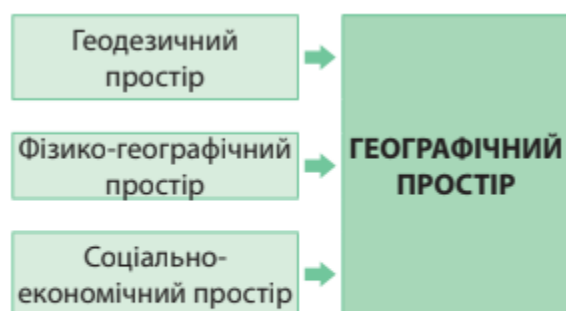 Геодезичний
простір
Фізико-географічний
простір
Соціально-
економічний простір
ГЕОГРАФІЧНИЙ
ПРОСТІР